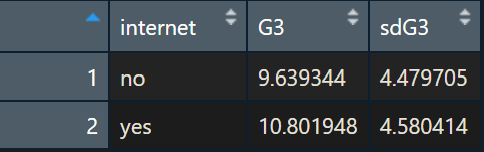 internet G3 sdG3
1 no 9.639344 4.479705
2 yes 10.801948 4.580414